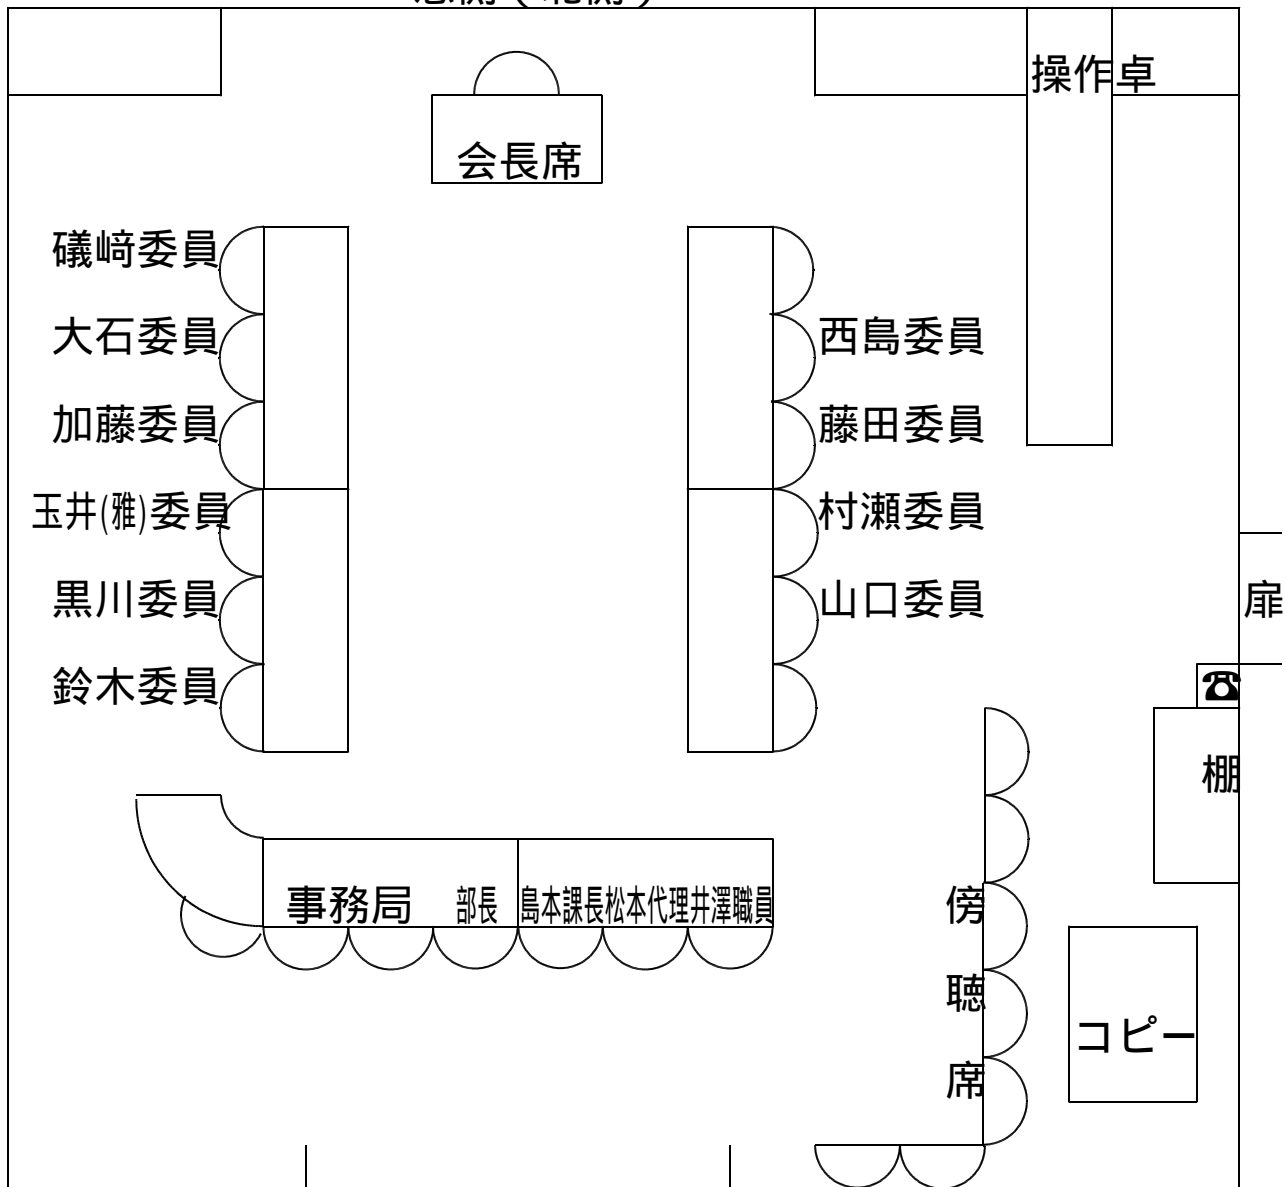 操作卓
会長席
礒﨑委員
大石委員
西島委員
加藤委員
藤田委員
玉井(雅)委員
村瀬委員
黒川委員
山口委員
扉
鈴木委員
☎
棚
事務局 部長 島本課長 松本代理 井澤職員
傍
聴
席
コピー